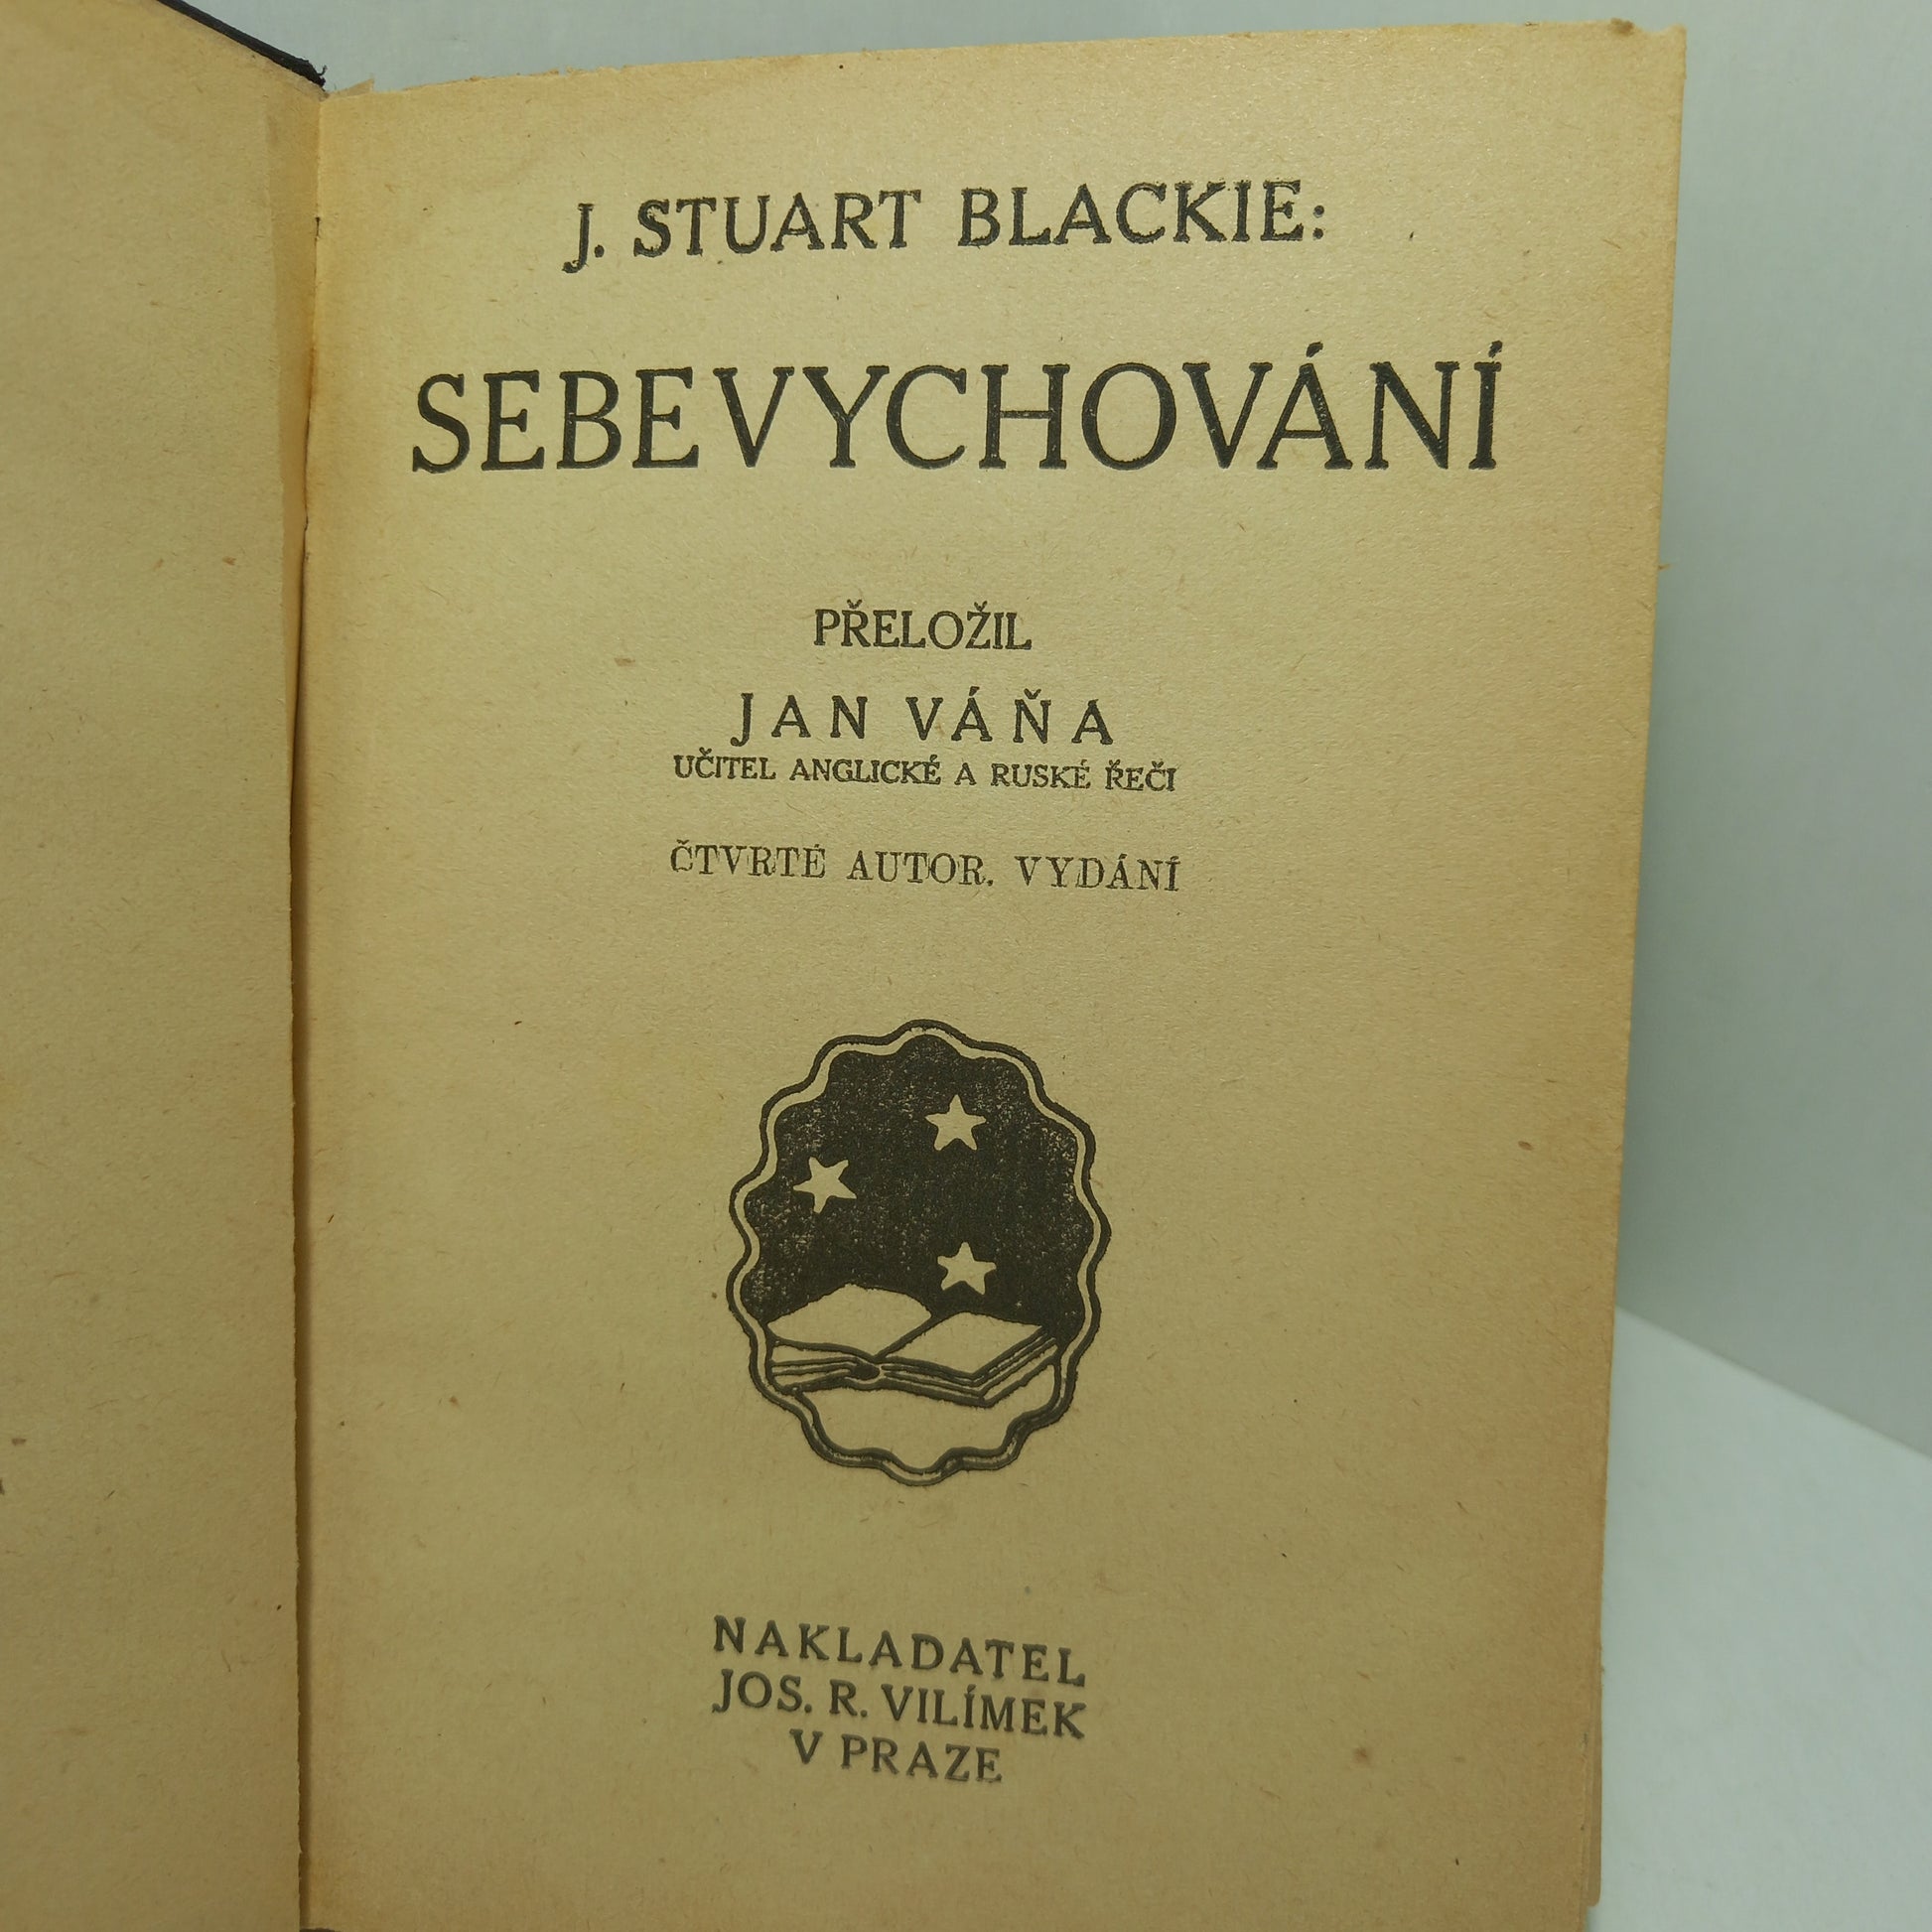 J. STUART BLACKIE:
SEBEVYCHOVÁNÍ
PŘELOŽIL
JAN VÁŇA
UČITEL ANGLICKÉ A RUSKÉ ŘEČI
ČTVRTÉ AUTOR. VYDÁNÍ
NAKLADATEL
JOS. R. VILÍMEK
V PRAZE